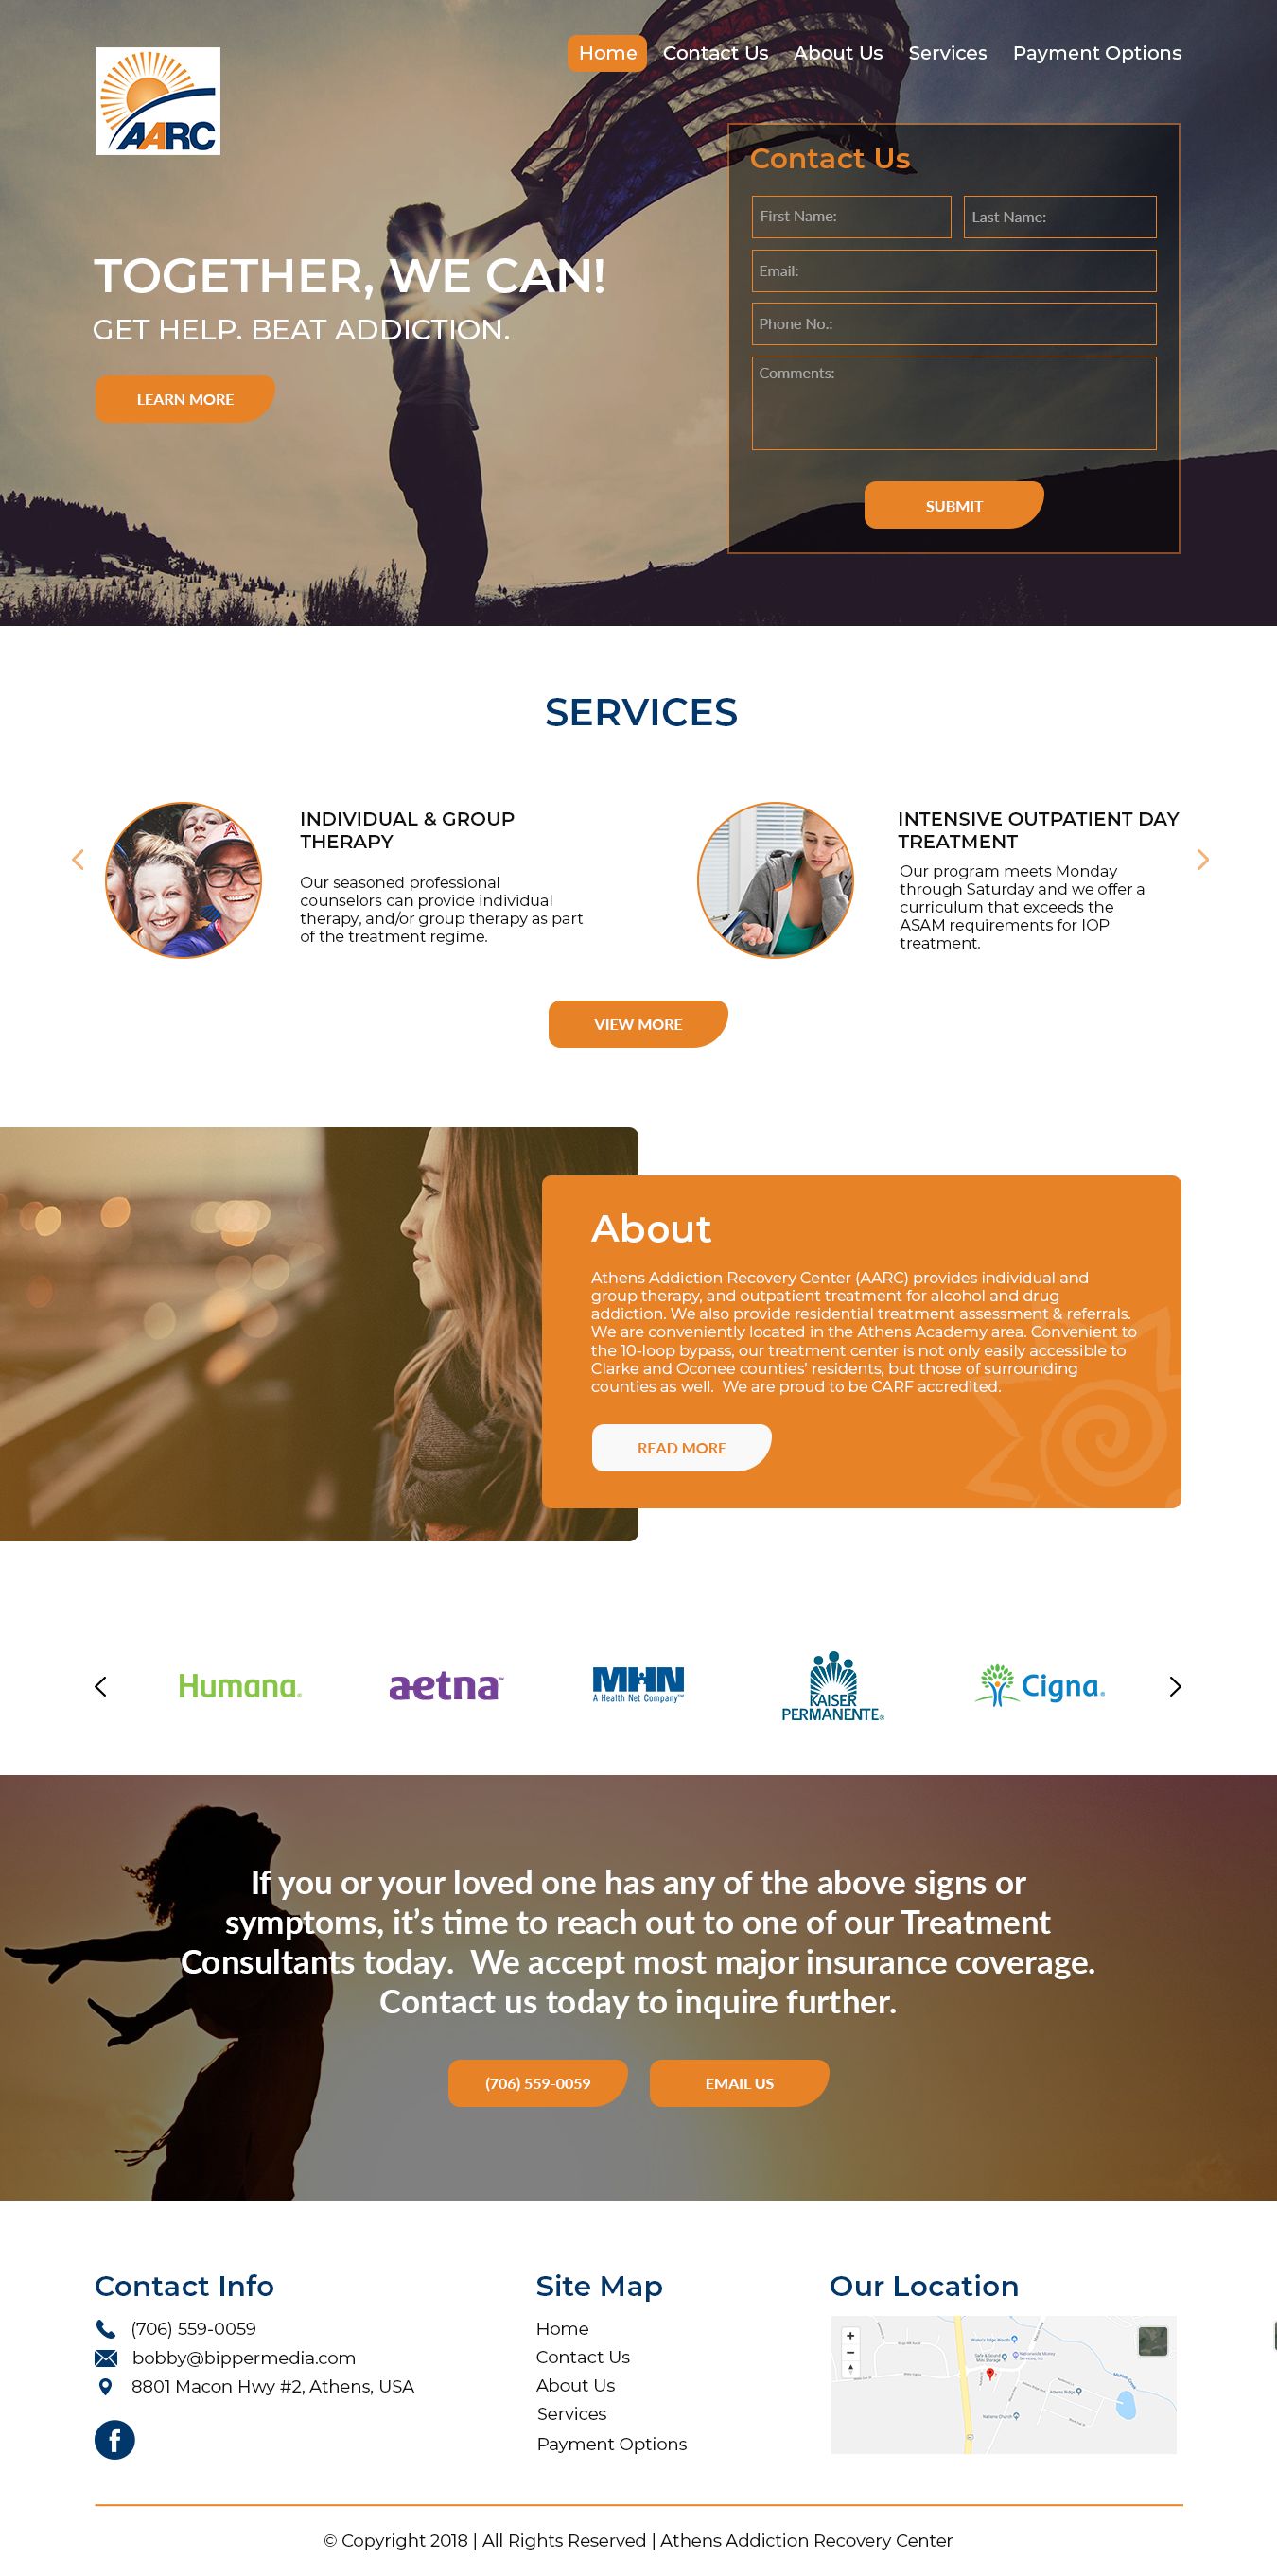 AARC
Home Contact Us About Us Services Payment Options
TOGETHER, WE CAN!
GET HELP. BEAT ADDICTION.
LEARN MORE
Contact Us
First Name: Last Name:
Email:
Phone No.:
Comments:
SUBMIT
SERVICES
INDIVIDUAL & GROUP
THERAPY
Our seasoned professional
counselors can provide individual
therapy, and/or group therapy as part
of the treatment regime.
INTENSIVE OUTPATIENT DAY
TREATMENT
Our program meets Monday
through Saturday and we offer a
curriculum that exceeds the
ASAM requirements for IOP
treatment.
VIEW MORE
About
Athens Addiction Recovery Center (AARC) provides individual and
group therapy, and outpatient treatment for alcohol and drug
addiction. We also provide residential treatment assessment & referrals.
We are conveniently located in the Athens Academy area. Convenient to
the 10-loop bypass, our treatment center is not only easily accessible to
Clarke and Oconee counties' residents, but those of surrounding
counties as well.  We are proud to be CARF accredited.
READ MORE
Humana®
aetna™
MHN
A Health Net Company™
KAISER
PERMANENTE®
Cigna®
If you or your loved one has any of the above signs or
symptoms, it’s time to reach out to one of our Treatment
Consultants today.  We accept most major insurance coverage.
Contact us today to inquire further.
(706) 559-0059 EMAIL US
Contact Info
(706) 559-0059
bobby@bippermedia.com
8801 Macon Hwy #2, Athens, USA
Site Map
Home
Contact Us
About Us
Services
Payment Options
Our Location
© Copyright 2018 | All Rights Reserved | Athens Addiction Recovery Center